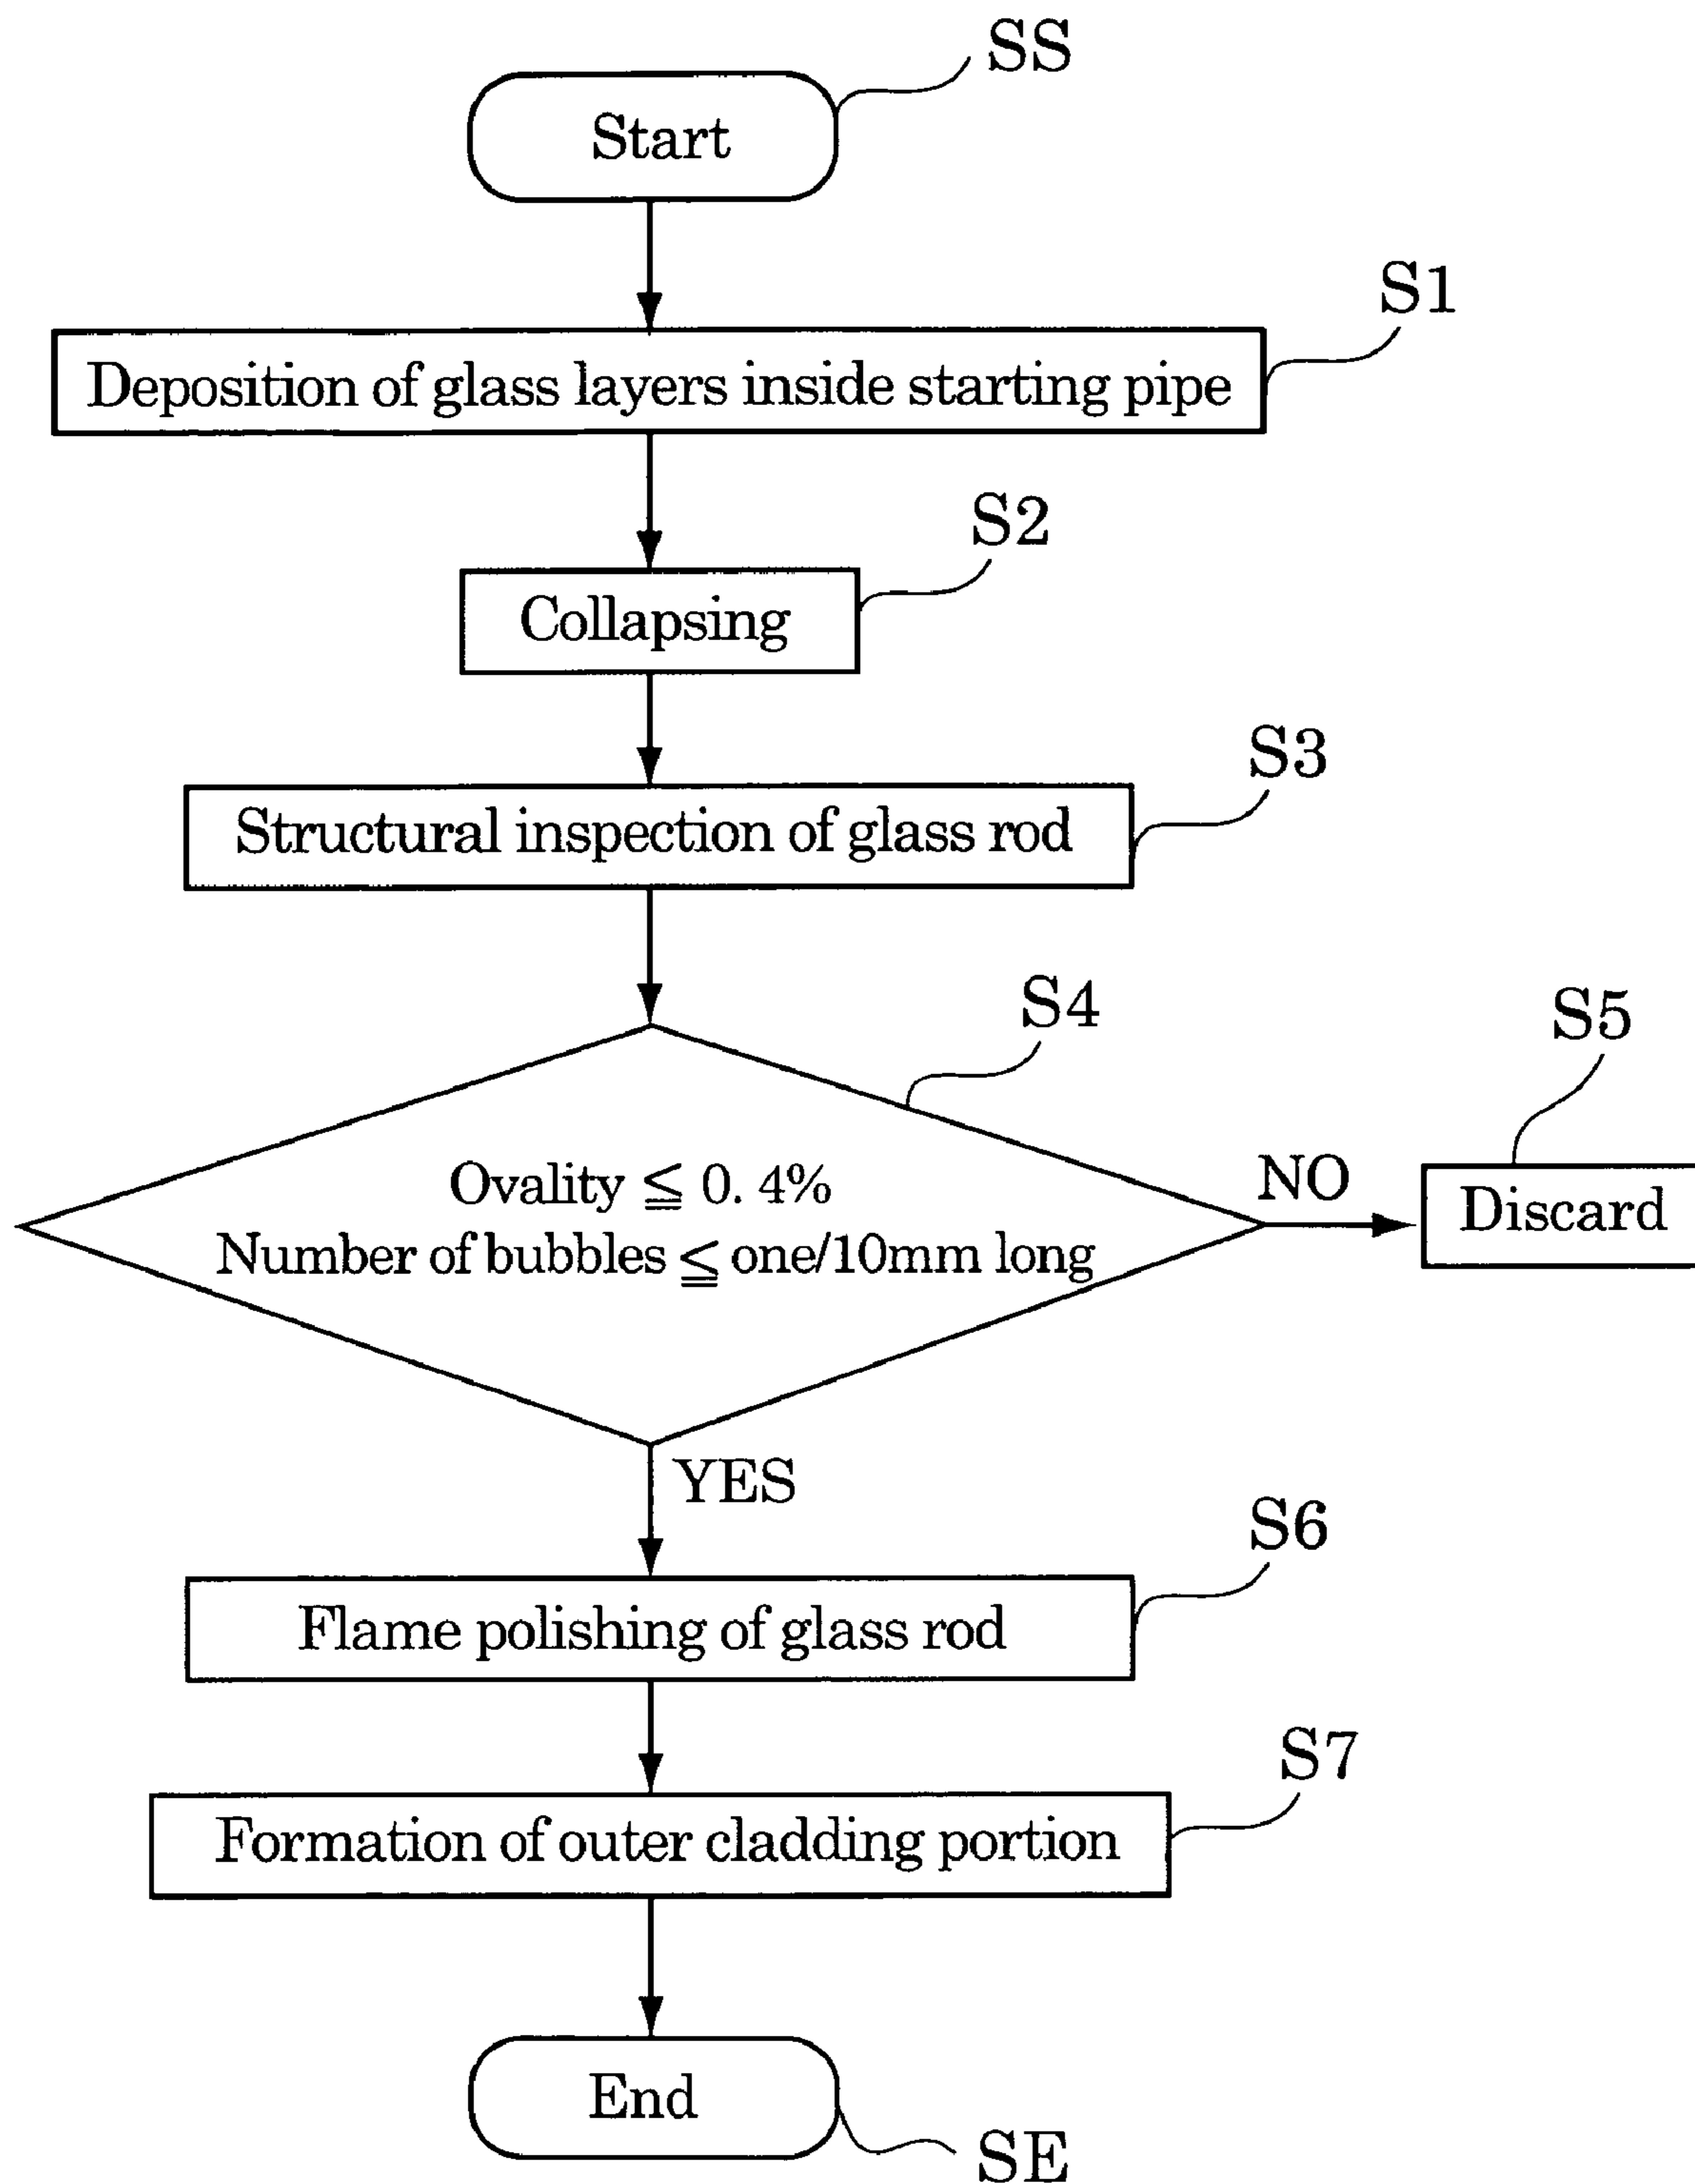 SS
Start
S1
Deposition of glass layers inside starting pipe
S2
Collapsing
S3
Structural inspection of glass rod
S4
S5
Ovality ≦ 0. 4%
Number of bubbles ≦ one/10mm long
NO
Discard
YES
S6
Flame polishing of glass rod
S7
Formation of outer cladding portion
End
SE